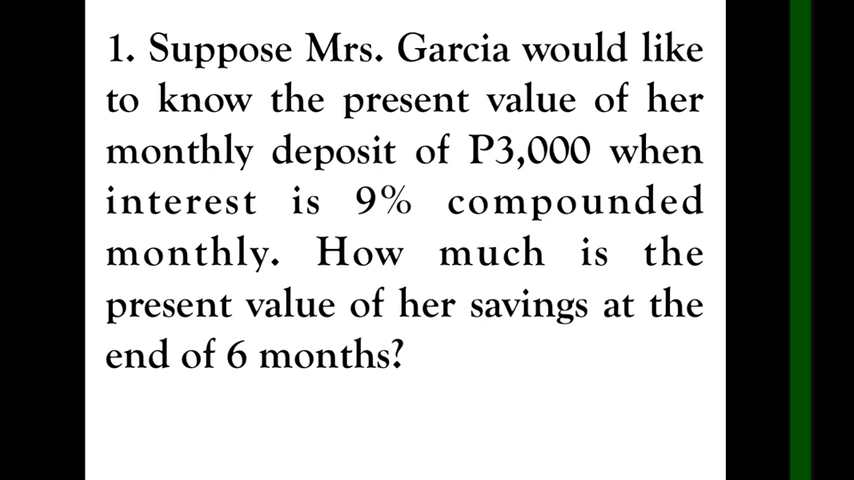 1. Suppose Mrs. Garcia would like
to know the present value of her
monthly deposit of P3,000 when
interest is 9% compounded
monthly. How much is the
present value of her savings at the
end of 6 months?